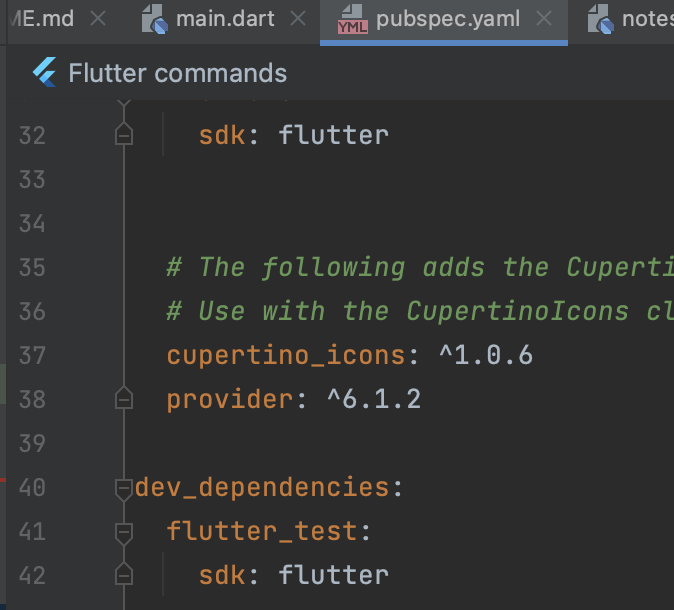 E.md main.dart pubspec.yaml notes
YML
Flutter commands
32 sdk: flutter
33
34
35 # The following adds the Cuperti
36 # Use with the CupertinoIcons cl
37 cupertino_icons: ^1.0.6
38 provider: ^6.1.2
39
40 dev_dependencies:
41 flutter_test:
42 sdk: flutter